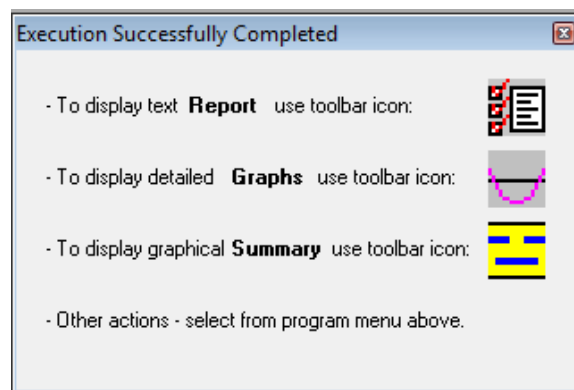 Execution Successfully Completed
- To display text Report use toolbar icon:
- To display detailed Graphs use toolbar icon:
- To display graphical Summary use toolbar icon:
- Other actions - select from program menu above.